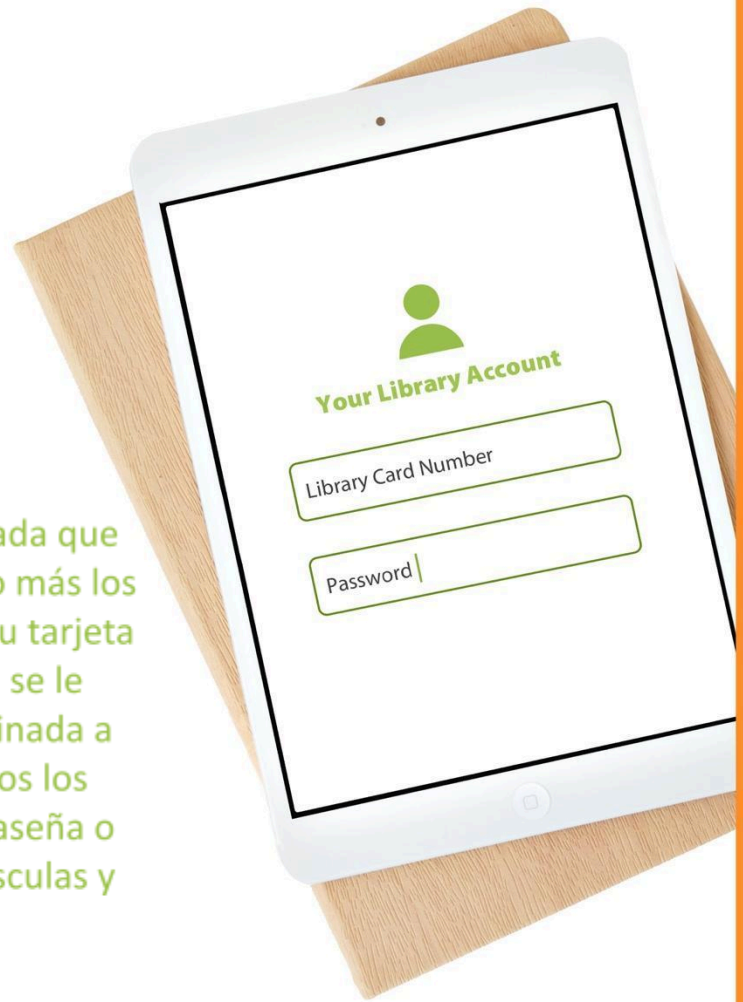 Your Library Account
Library Card Number
Password
ada que
o más los
u tarjeta
se le
inada a
os los
aseña o
sculas y